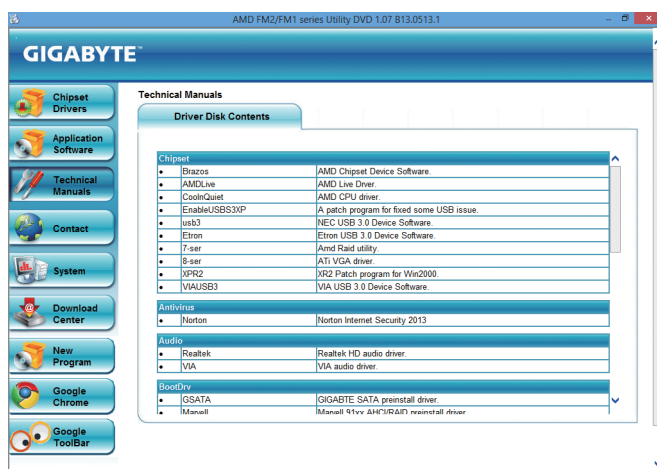 AMD FM2/FM1 series Utility DVD 1.07 B13.0513.1
GIGABYTE™
Chipset
Drivers
Application
Software
Technical
Manuals
Contact
System
Download
Center
New
Program
Google
Chrome
Google
ToolBar
Technical Manuals
Driver Disk Contents
Chipset
• Brazos AMD Chipset Device Software.
• AMDLive AMD Live Drver.
• CoolnQuiet AMD CPU driver.
• EnableUSBS3XP A patch program for fixed some USB issue.
• usb3 NEC USB 3.0 Device Software.
• Etron Etron USB 3.0 Device Software.
• 7-ser Amd Raid utility.
• 8-ser ATi VGA driver.
• XPR2 XR2 Patch program for Win2000.
• VIAUSB3 VIA USB 3.0 Device Software.
Antivirus
• Norton Norton Internet Security 2013
Audio
• Realtek Realtek HD audio driver.
• VIA VIA audio driver.
BootDrv
• GSATA GIGABTE SATA preinstall driver.
• Marvell Marvell 91xx AHCI/RAID preinstall driver